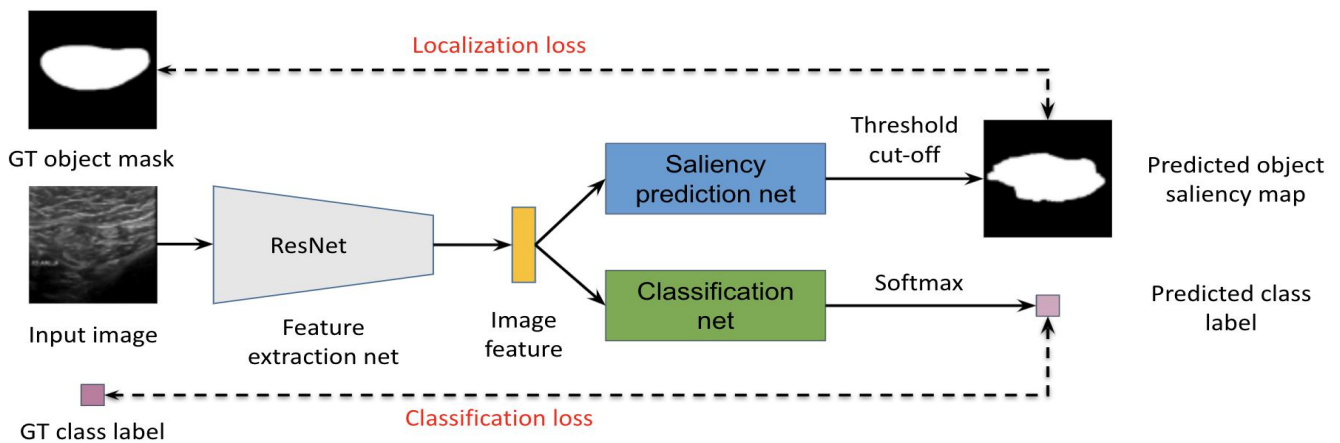 Localization loss
GT object mask
Threshold
cut-off
Saliency
prediction net
Predicted object
saliency map
ResNet
Input image
Feature
extraction net
Image
feature
Classification
net
Softmax
Predicted class
label
Classification loss
GT class label